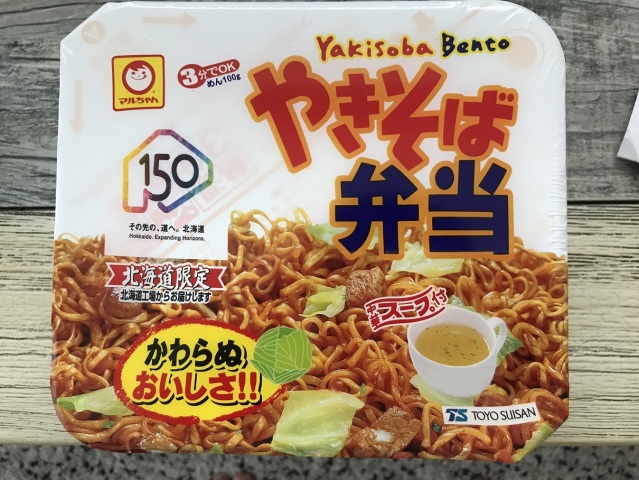 Yakisoba Bento
マルちゃん
3分でOK
めん100g
やきそば
弁当
150
その先の、道へ。北海道
Hokkaido. Expanding Horizons.
北海道限定
北海道工場からお届けします
中華
スープ付
かわらぬ
おいしさ!!
TS TOYO SUISAN